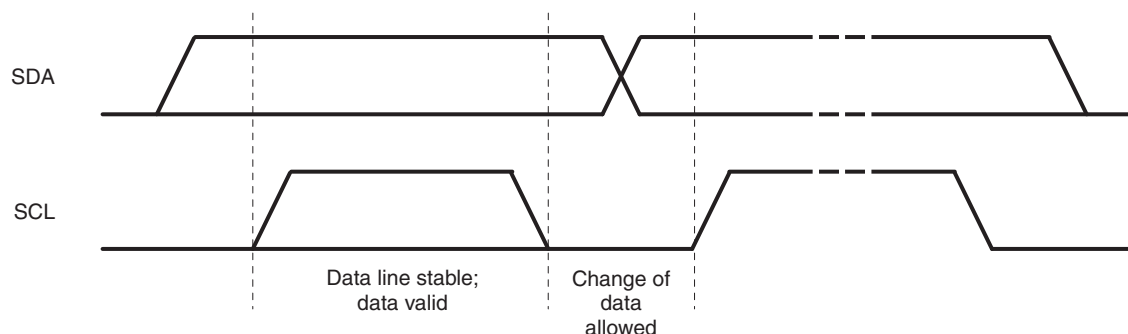 SDA
SCL
Data line stable;
data valid
Change of
data
allowed